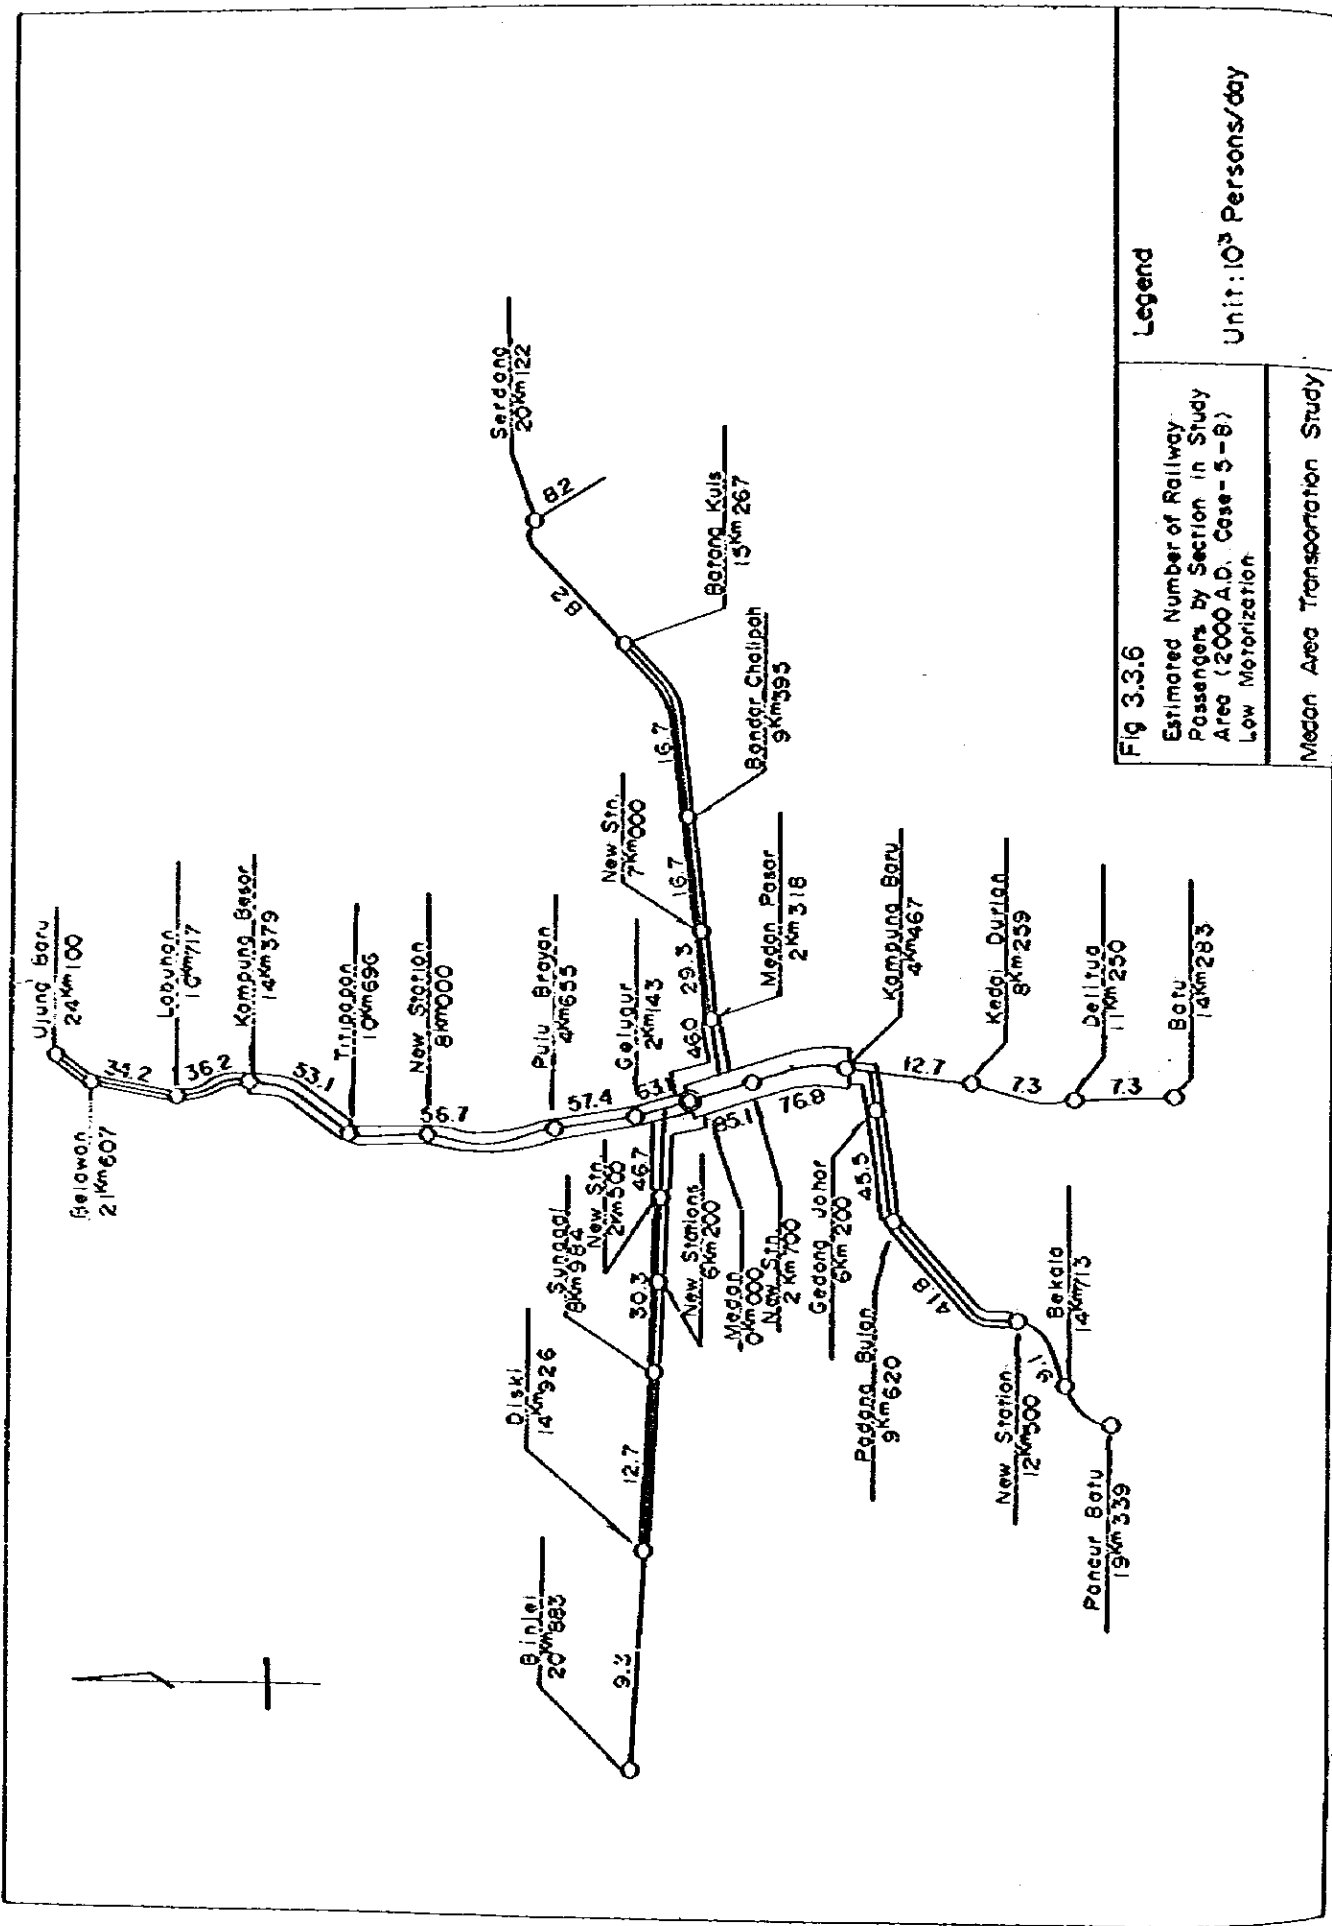 Ujung Baru
24Km100
Belawan
21Km607
34.2
Labuhan
16Km717
36.2
Kampung Besor
14Km379
53.1
Titipapan
10Km696
New Station
8Km000
56.7
Pulu Brayan
4Km655
57.4
Gelugur
2Km143
63.1
Serdang
20Km122
8.2
8.2
Batang Kuis
15Km267
16.7
Bandar Chalipah
9Km395
16.7
New Stn.
7Km000
29.3
Medan Pasar
2Km318
46.0
Binjei
20Km883
9.3
Diski
14Km926
12.7
Sunggal
8Km984
30.3
New Stn.
2Km500
46.7
New Stations
6Km200
Medan
0Km000
New Stn.
2Km700
85.1
76.8
Kampung Baru
4Km467
12.7
Kedai Durian
8Km259
7.3
Delitua
11Km250
7.3
Batu
14Km283
Gedong Johor
6Km200
45.5
Padang Bulan
9Km620
41.8
New Station
12Km500
9.1
Bekala
14Km713
Pancur Batu
19Km339
Fig 3.3.6
Estimated Number of Railway
Passengers by Section in Study
Area (2000 A.D. Case-5-B)
Low Motorization
Medan Area Transportation Study
Legend
Unit:10³ Persons/day